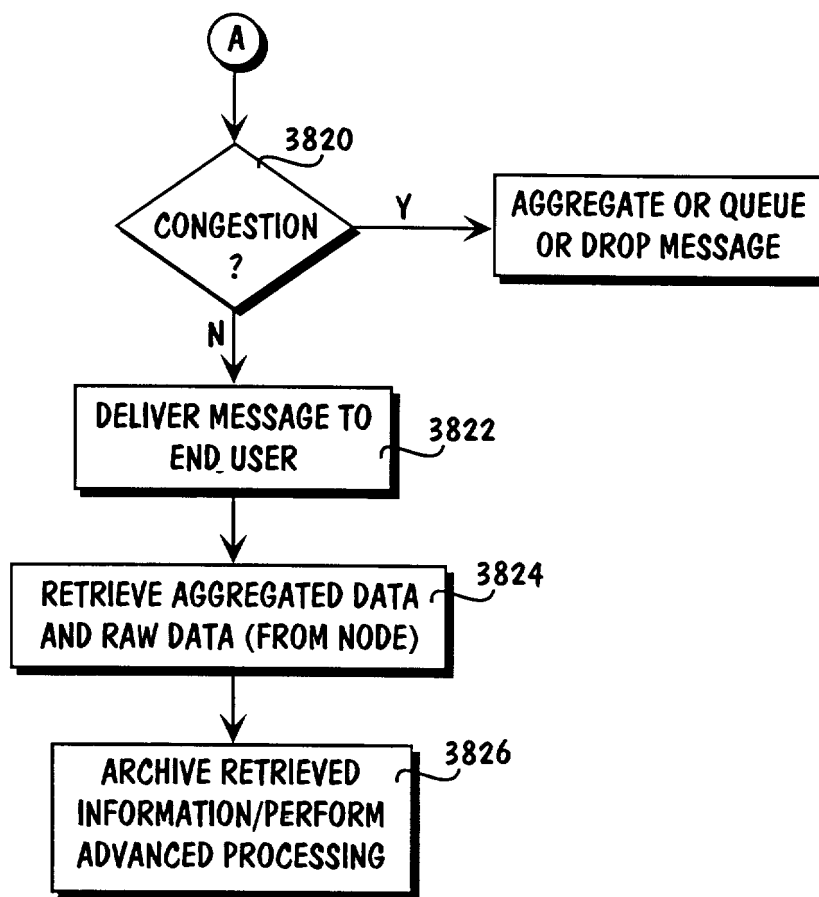 A
3820
CONGESTION
?
Y
AGGREGATE OR QUEUE
OR DROP MESSAGE
N
DELIVER MESSAGE TO
END USER
3822
RETRIEVE AGGREGATED DATA
AND RAW DATA (FROM NODE)
3824
ARCHIVE RETRIEVED
INFORMATION/PERFORM
ADVANCED PROCESSING
3826